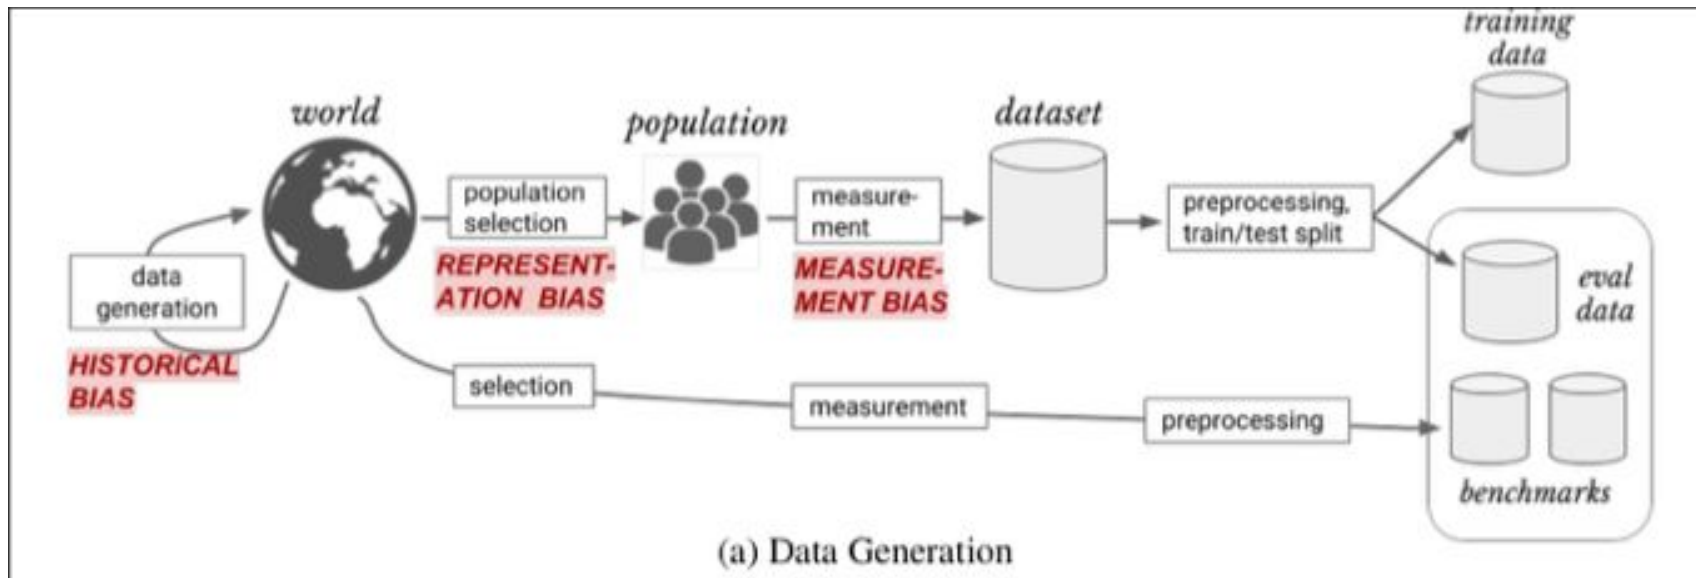 training
data
world
population
dataset
population
selection
measure-
ment
preprocessing,
train/test split
data
generation
REPRESENT-
ATION BIAS
MEASURE-
MENT BIAS
eval
data
HISTORICAL
BIAS
selection
measurement
preprocessing
benchmarks
(a) Data Generation